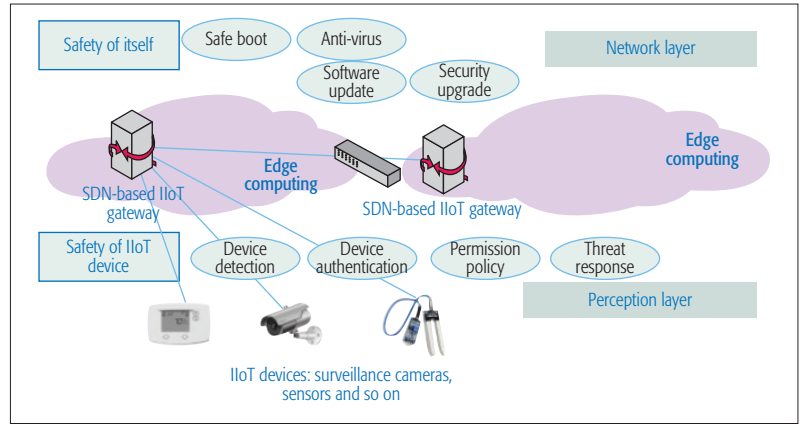 Safety of itself
Safe boot
Anti-virus
Network layer
Software
update
Security
upgrade
Edge
computing
Edge
computing
SDN-based IIoT
gateway
SDN-based IIoT gateway
Safety of IIoT
device
Device
detection
Device
authentication
Permission
policy
Threat
response
Perception layer
IIoT devices: surveillance cameras,
sensors and so on